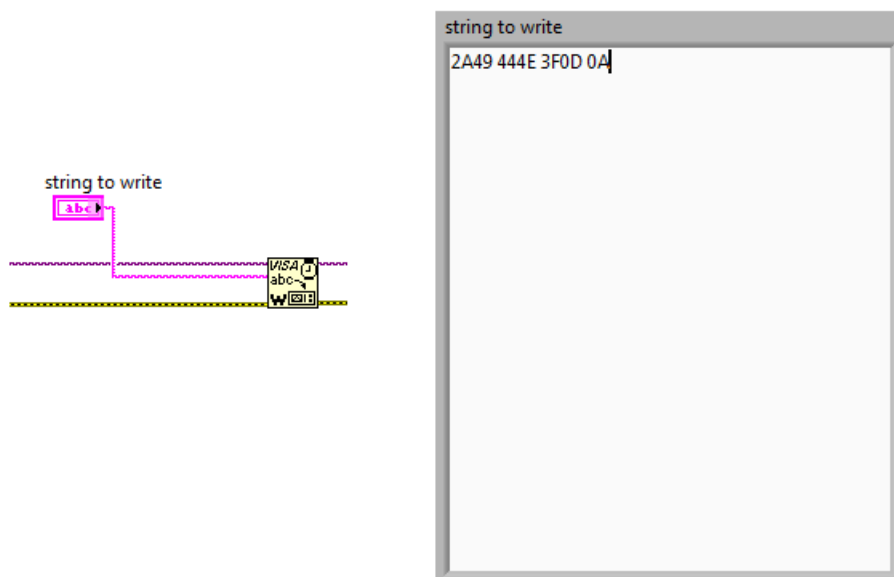 string to write
2A49 444E 3F0D 0A
string to write
abc
VISA
abc
W